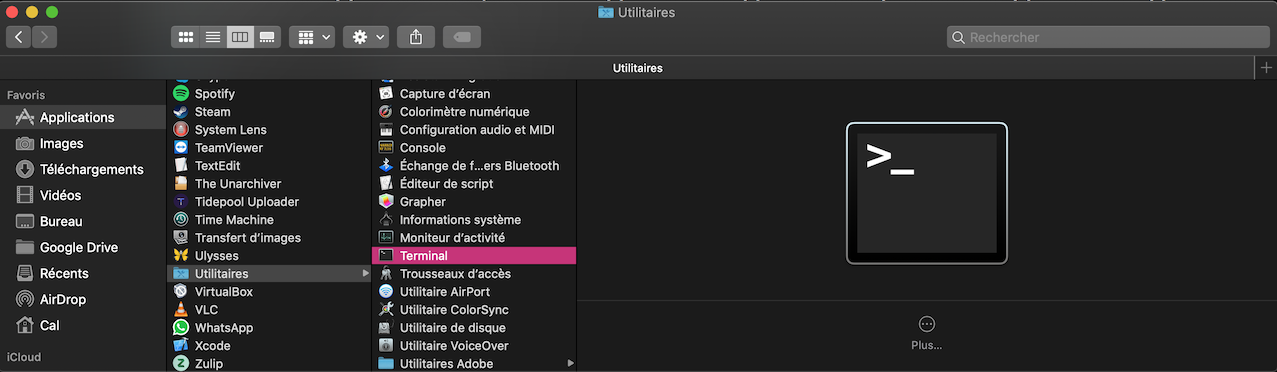 Utilitaires
Rechercher
Utilitaires
Favoris
Applications
Images
Téléchargements
Vidéos
Bureau
Google Drive
Récents
AirDrop
Cal
iCloud
Spotify
Steam
System Lens
TeamViewer
TextEdit
The Unarchiver
Tidepool Uploader
Time Machine
Transfert d’images
Ulysses
Utilitaires
VirtualBox
VLC
WhatsApp
Xcode
Zulip
Capture d’écran
Colorimètre numérique
Configuration audio et MIDI
Console
Échange de f...ers Bluetooth
Éditeur de script
Grapher
Informations système
Moniteur d’activité
Terminal
Trousseaux d’accès
Utilitaire AirPort
Utilitaire ColorSync
Utilitaire de disque
Utilitaire VoiceOver
Utilitaires Adobe
>_
Plus...